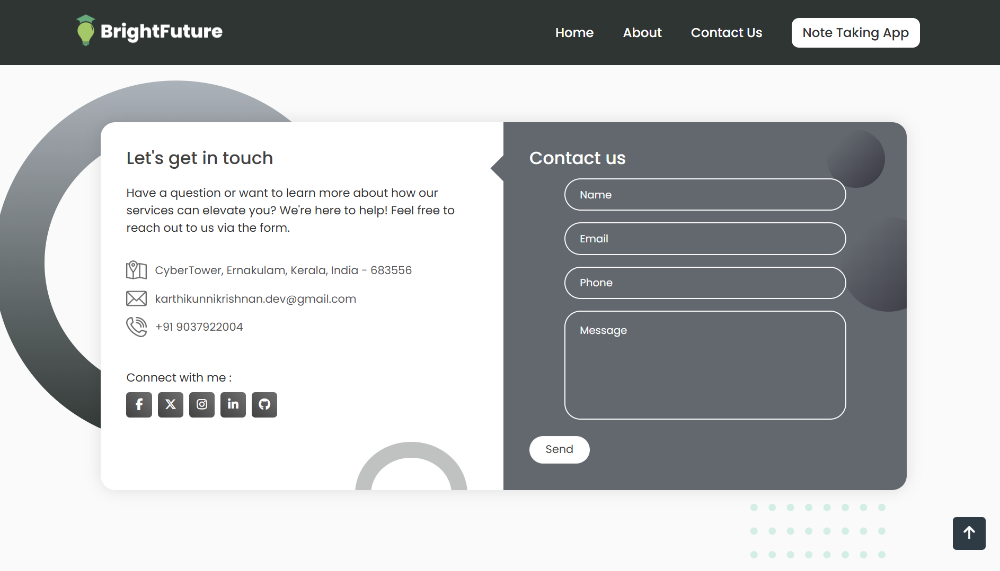 BrightFuture
Home
About
Contact Us
Note Taking App
Let's get in touch
Have a question or want to learn more about how our
services can elevate you? We're here to help! Feel free to
reach out to us via the form.
CyberTower, Ernakulam, Kerala, India - 683556
karthikunnikrishnan.dev@gmail.com
+91 9037922004
Connect with me :
Contact us
Name
Email
Phone
Message
Send